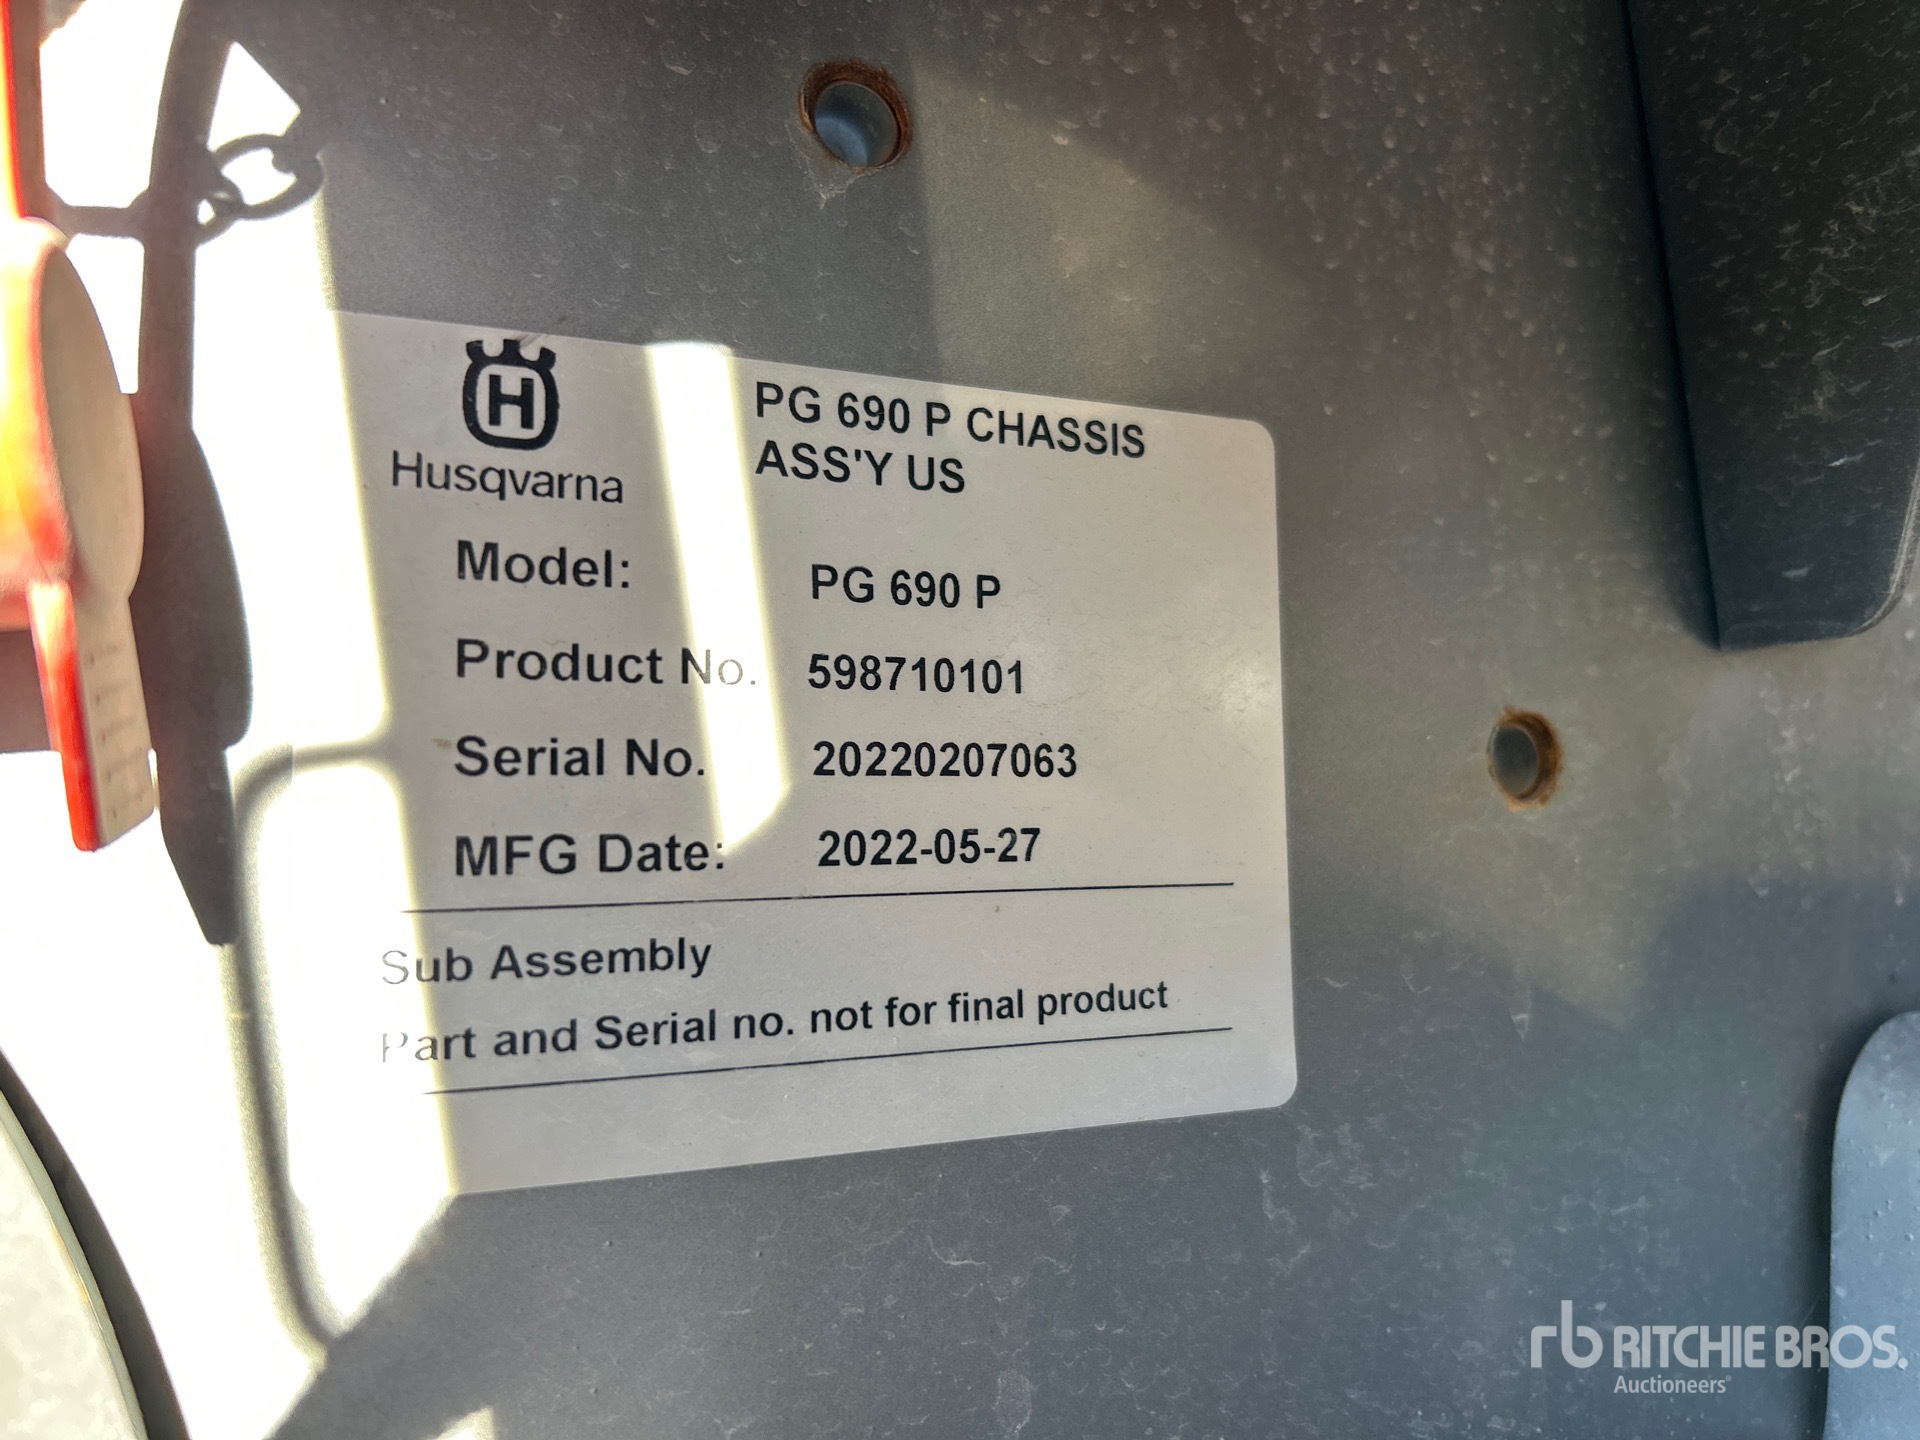 H
Husqvarna
PG 690 P CHASSIS
ASS'Y US
Model: PG 690 P
Product No. 598710101
Serial No. 20220207063
MFG Date: 2022-05-27
Sub Assembly
Part and Serial no. not for final product
rb RITCHIE BROS.
Auctioneers